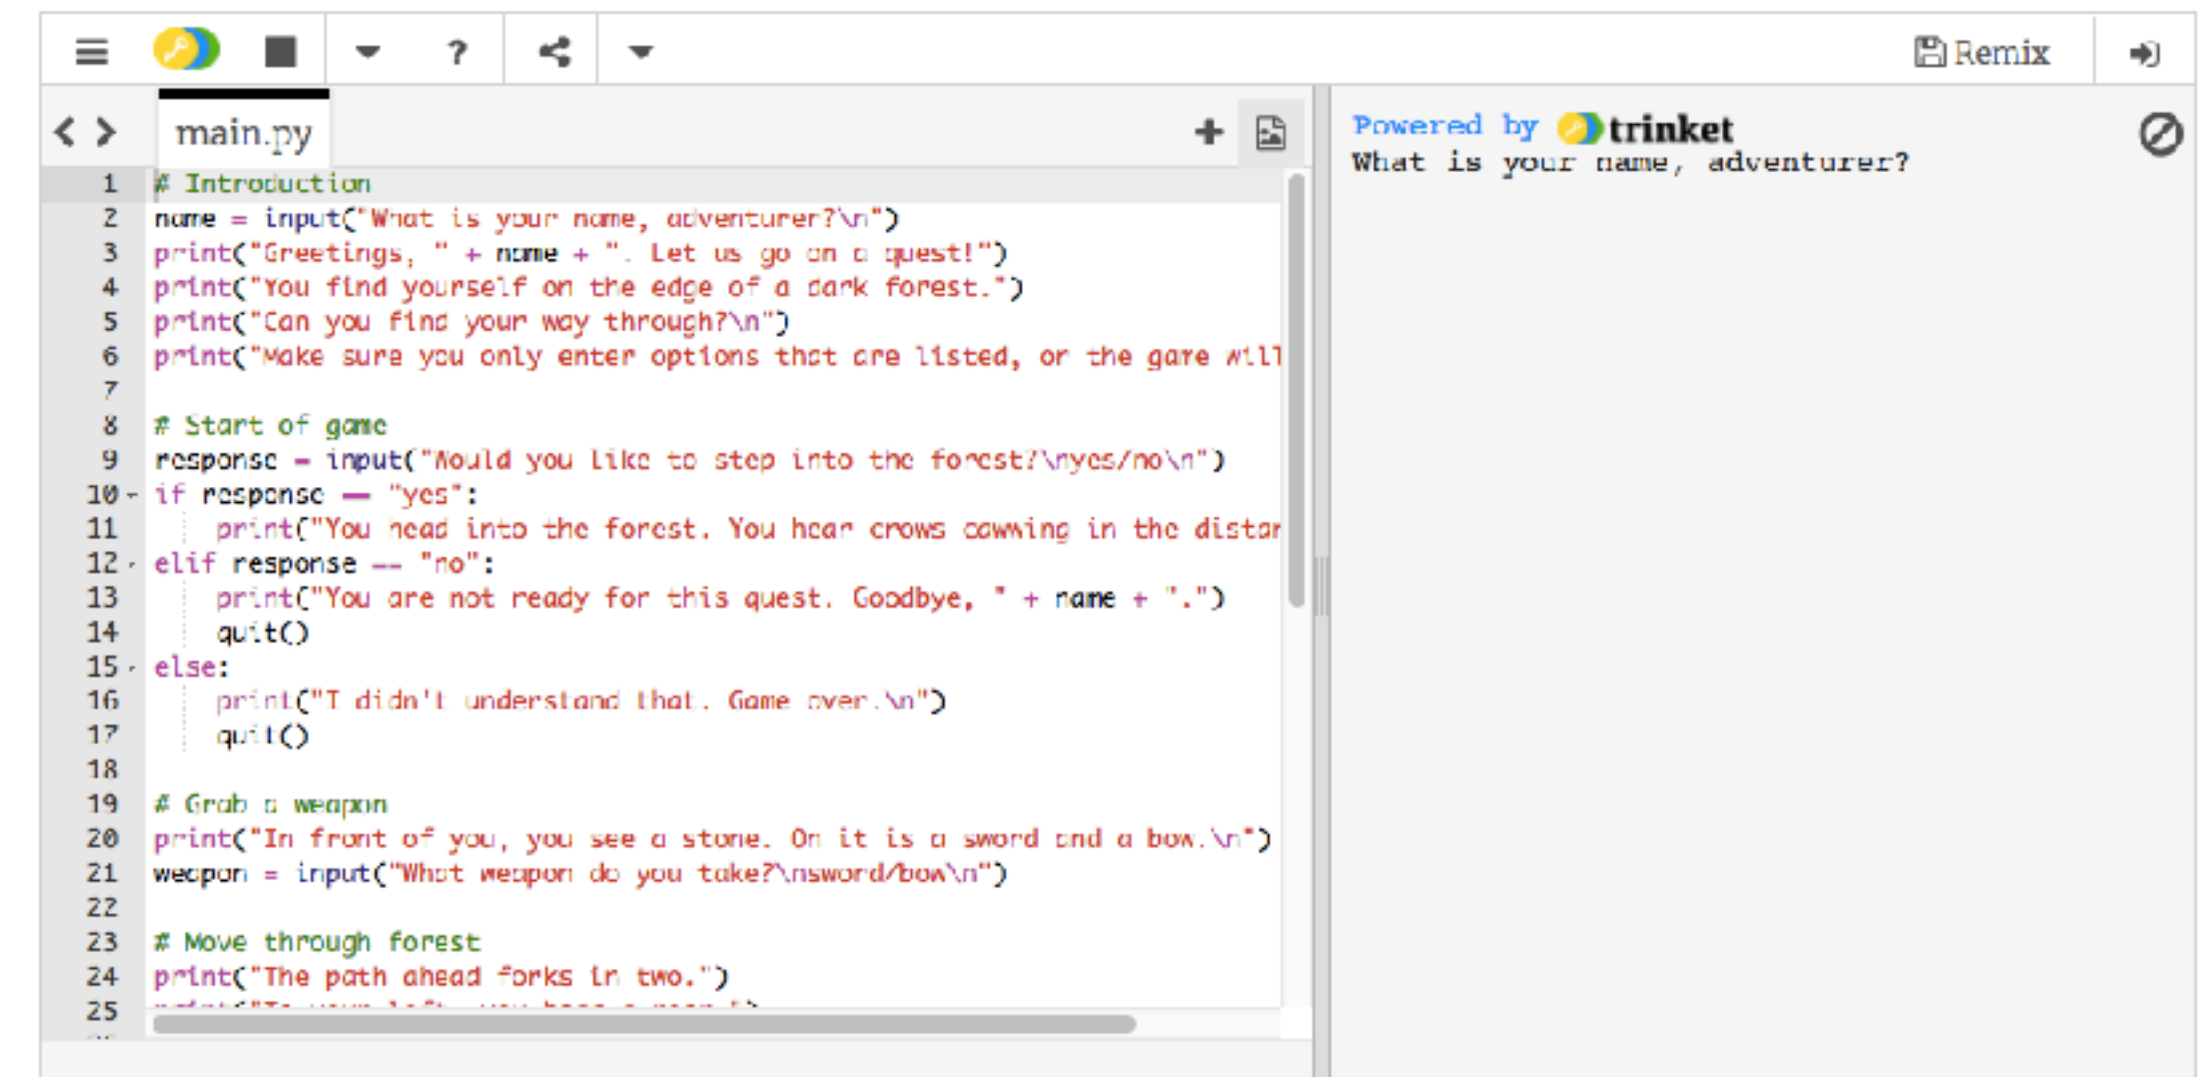 ? Remix
main.py
1 # Introduction
2 name = input("What is your name, adventurer?\n")
3 print("Greetings, " + name + ". Let us go on a quest!")
4 print("You find yourself on the edge of a dark forest.")
5 print("Can you find your way through?\n")
6 print("Make sure you only enter options that are listed, or the game will
7
8 # Start of game
9 response = input("Would you like to step into the forest?\nyes/no\n")
10 if response == "yes":
11 print("You head into the forest. You hear crows cawwing in the distan
12 elif response == "no":
13 print("You are not ready for this quest. Goodbye, " + name + ".")
14 quit()
15 else:
16 print("I didn't understand that. Game over.\n")
17 quit()
18
19 # Grab a weapon
20 print("In front of you, you see a stone. On it is a sword and a bow.\n")
21 weapon = input("What weapon do you take?\nsword/bow\n")
22
23 # Move through forest
24 print("The path ahead forks in two.")
25
Powered by trinket
What is your name, adventurer?